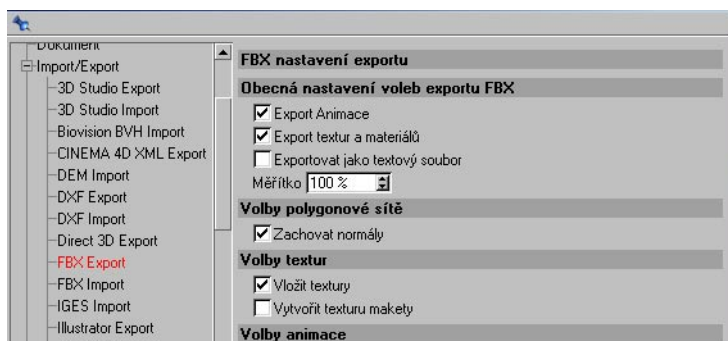 Dokument
Import/Export
3D Studio Export
3D Studio Import
Biovision BVH Import
CINEMA 4D XML Export
DEM Import
DXF Export
DXF Import
Direct 3D Export
FBX Export
FBX Import
IGES Import
Illustrator Export
FBX nastavení exportu
Obecná nastavení voleb exportu FBX
Export Animace
Export textur a materiálů
Exportovat jako textový soubor
Měřítko 100 %
Volby polygonové sítě
Zachovat normály
Volby textur
Vložit textury
Vytvořit texturu makety
Volby animace